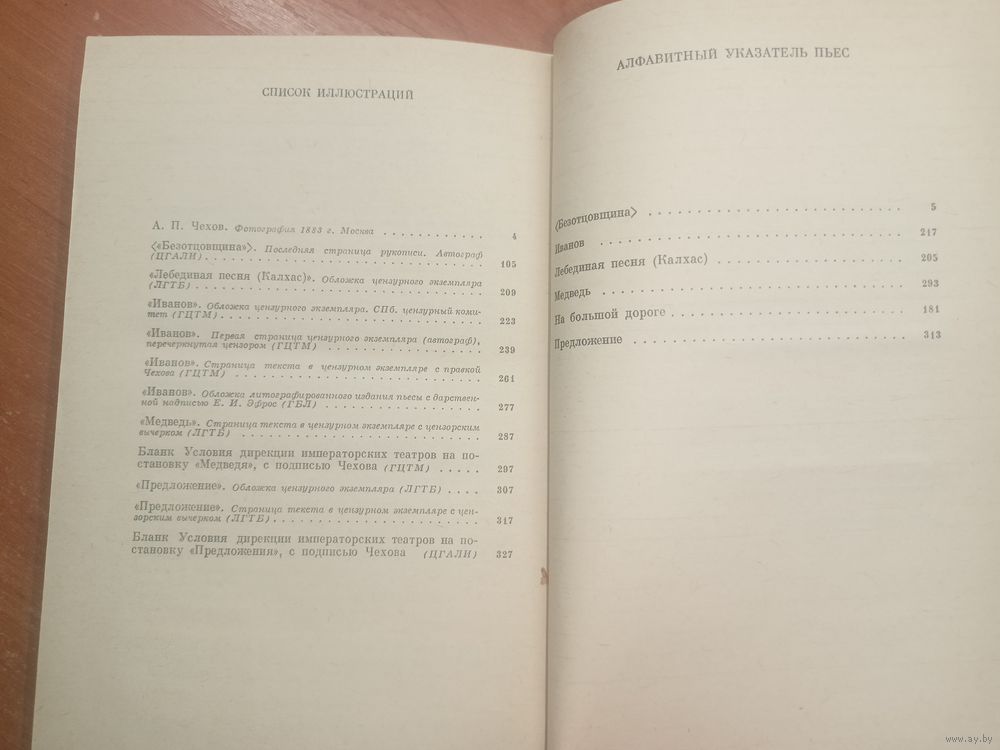 СПИСОК ИЛЛЮСТРАЦИЙ
А. П. Чехов. Фотография 1883 г. Москва . . . . . . . . . . . . 4
〈«Безотцовщина»〉. Последняя страница рукописи. Автограф
(ЦГАЛИ) . . . . . . . . . . . . . . . . . . . . . . . . . . . . . . 105
«Лебединая песня (Калхас)». Обложка цензурного экземпляра
(ЛГТБ) . . . . . . . . . . . . . . . . . . . . . . . . . . . . . . 209
«Иванов». Обложка цензурного экземпляра. СПб. цензурный коми-
тет (ГЦТМ) . . . . . . . . . . . . . . . . . . . . . . . . . . . . 223
«Иванов». Первая страница цензурного экземпляра (автограф),
перечеркнутая цензором (ГЦТМ) . . . . . . . . . . . . . . . . 239
«Иванов». Страница текста в цензурном экземпляре с правкой
Чехова (ГЦТМ) . . . . . . . . . . . . . . . . . . . . . . . . . . 261
«Иванов». Обложка литографированного издания пьесы с дарствен-
ной надписью Е. И. Эфрос (ГБЛ) . . . . . . . . . . . . . . . . 277
«Медведь». Страница текста в цензурном экземпляре с цензорским
вычерком (ЛГТБ) . . . . . . . . . . . . . . . . . . . . . . . . . 287
Бланк Условия дирекции императорских театров на по-
становку «Медведя», с подписью Чехова (ГЦТМ) . . . . . 297
«Предложение». Обложка цензурного экземпляра (ЛГТБ) . . . . 307
«Предложение». Страница текста в цензурном экземпляре с цен-
зорским вычерком (ЛГТБ) . . . . . . . . . . . . . . . . . . . . 317
Бланк Условия дирекции императорских театров на по-
становку «Предложения», с подписью Чехова (ЦГАЛИ) 327
АЛФАВИТНЫЙ УКАЗАТЕЛЬ ПЬЕС
〈Безотцовщина〉 . . . . . . . . . . . . . . . . . . . . . . 5
Иванов . . . . . . . . . . . . . . . . . . . . . . . . . . 217
Лебединая песня (Калхас) . . . . . . . . . . . . . . . . 205
Медведь . . . . . . . . . . . . . . . . . . . . . . . . . 293
На большой дороге . . . . . . . . . . . . . . . . . . . . 181
Предложение . . . . . . . . . . . . . . . . . . . . . . . 313
www.ay.by